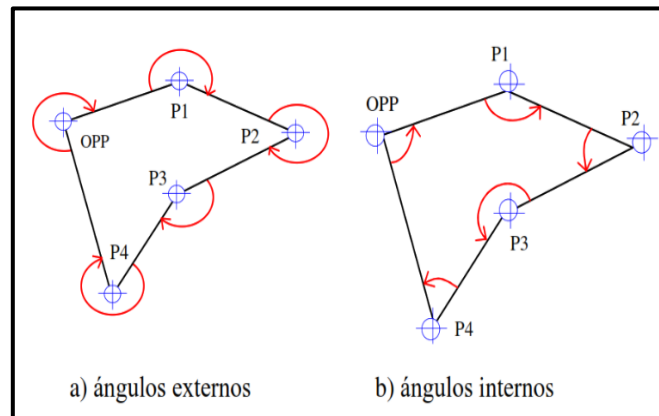 P1
OPP
P2
P3
P4
a) ángulos externos
P1
OPP
P2
P3
P4
b) ángulos internos